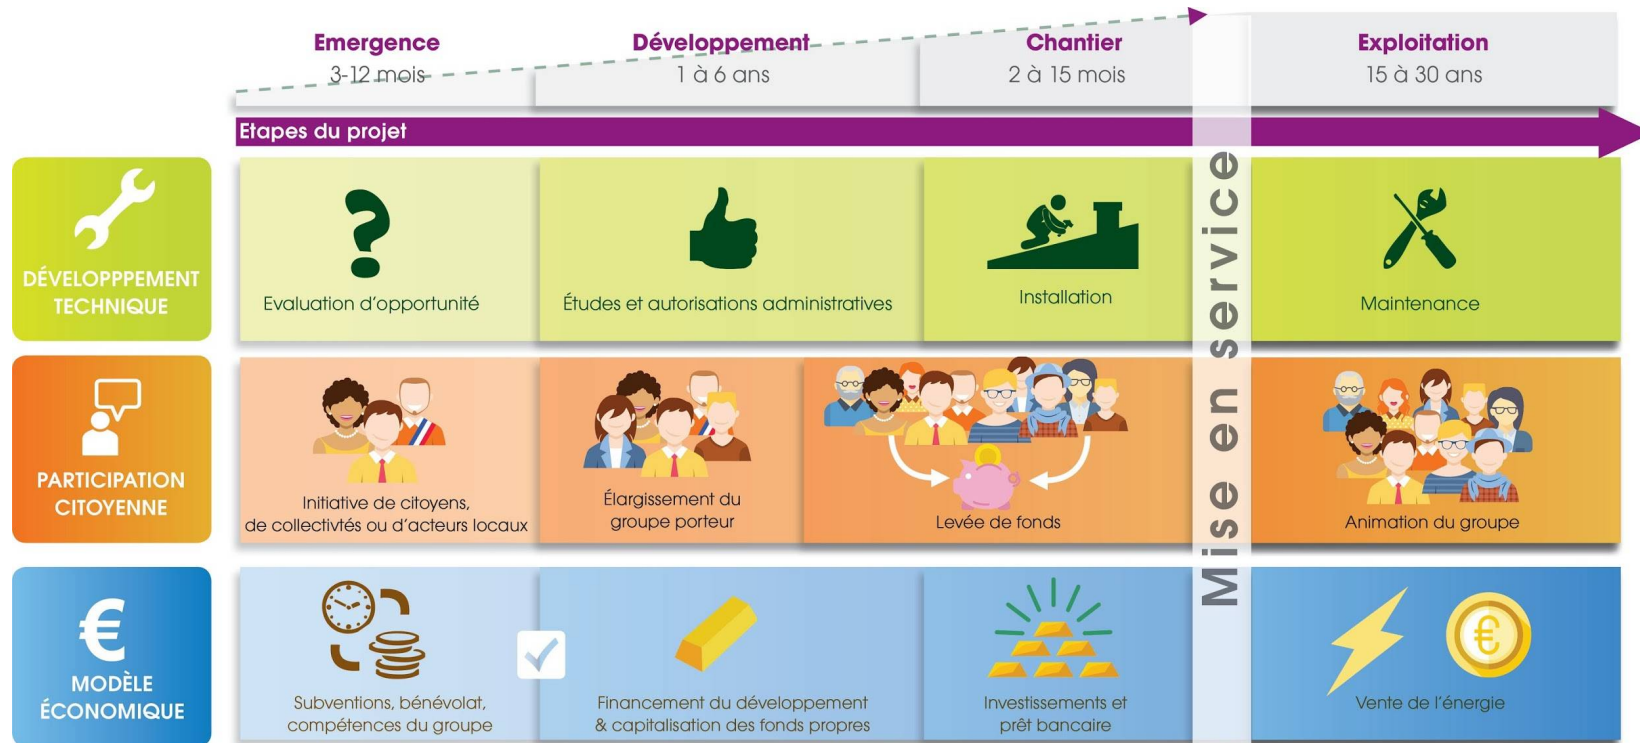 Emergence
3-12 mois
Développement
1 à 6 ans
Chantier
2 à 15 mois
Exploitation
15 à 30 ans
Etapes du projet
Mise en service
DÉVELOPPPEMENT
TECHNIQUE
Evaluation d'opportunité
Études et autorisations administratives
Installation
Maintenance
PARTICIPATION
CITOYENNE
Initiative de citoyens,
de collectivtés ou d'acteurs locaux
Élargissement du
groupe porteur
Levée de fonds
Animation du groupe
€
MODÈLE
ÉCONOMIQUE
Subventions, bénévolat,
compétences du groupe
Financement du développement
& capitalisation des fonds propres
Investissements et
prêt bancaire
€
Vente de l'énergie